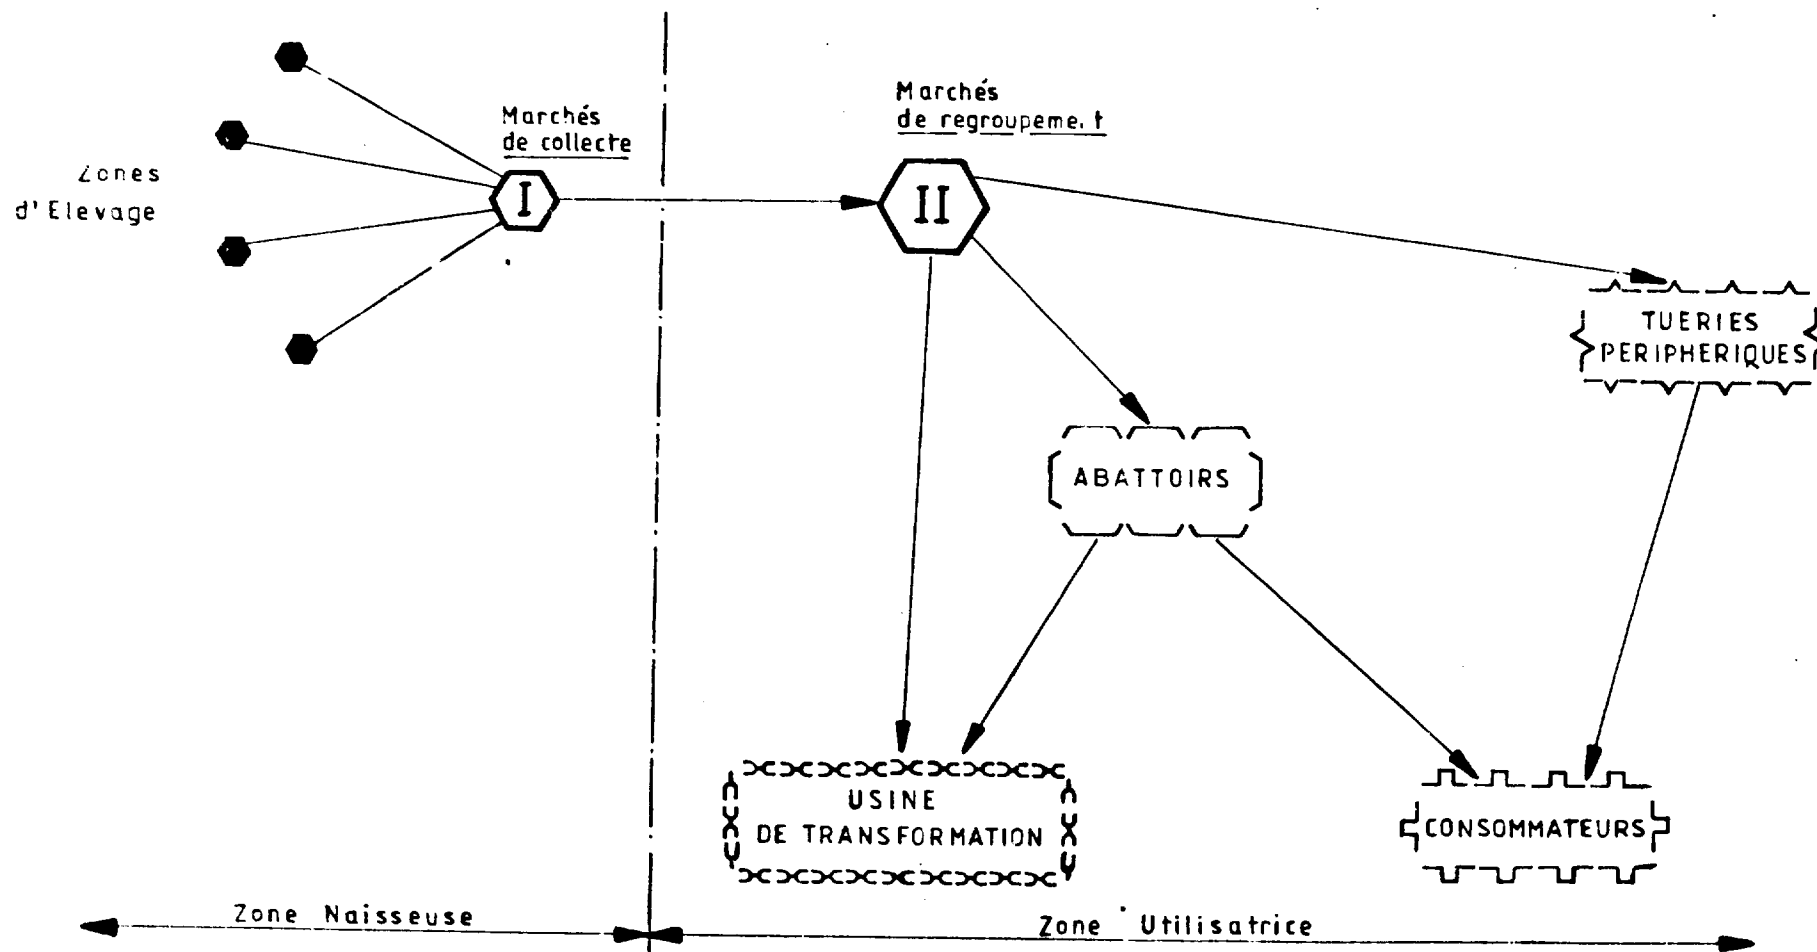 Zones
d'Elevage
Marchés
de collecte
I
Marchés
de regroupement
II
TUERIES
PERIPHERIQUES
ABATTOIRS
USINE
DE TRANSFORMATION
CONSOMMATEURS
Zone Naisseuse
Zone Utilisatrice